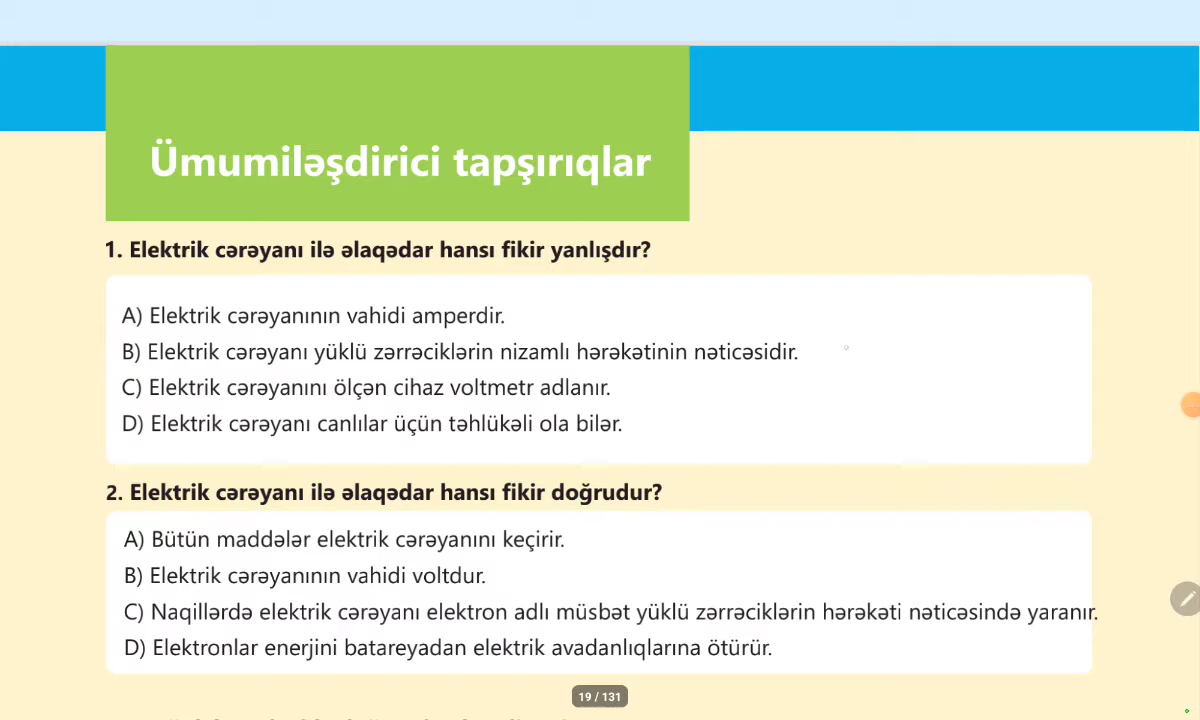 Ümumiləşdirici tapşırıqlar
1. Elektrik cərəyanı ilə əlaqədar hansı fikir yanlışdır?
A) Elektrik cərəyanının vahidi amperdir.
B) Elektrik cərəyanı yüklü zərrəciklərin nizamlı hərəkətinin nəticəsidir.
C) Elektrik cərəyanını ölçən cihaz voltmetr adlanır.
D) Elektrik cərəyanı canlılar üçün təhlükəli ola bilər.
2. Elektrik cərəyanı ilə əlaqədar hansı fikir doğrudur?
A) Bütün maddələr elektrik cərəyanını keçirir.
B) Elektrik cərəyanının vahidi voltdur.
C) Naqillərdə elektrik cərəyanı elektron adlı müsbət yüklü zərrəciklərin hərəkəti nəticəsində yaranır.
D) Elektronlar enerjini batareyadan elektrik avadanlıqlarına ötürür.
19 / 131